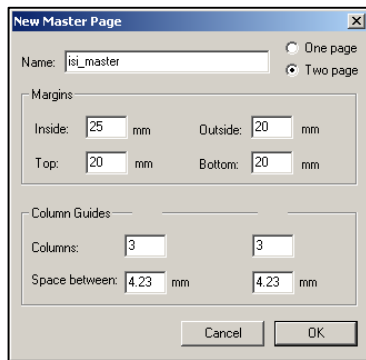 New Master Page
One page
Name: isi_master
Two page
Margins
Inside: 25 mm Outside: 20 mm
Top: 20 mm Bottom: 20 mm
Column Guides
Columns: 3 3
Space between: 4.23 mm 4.23 mm
Cancel OK